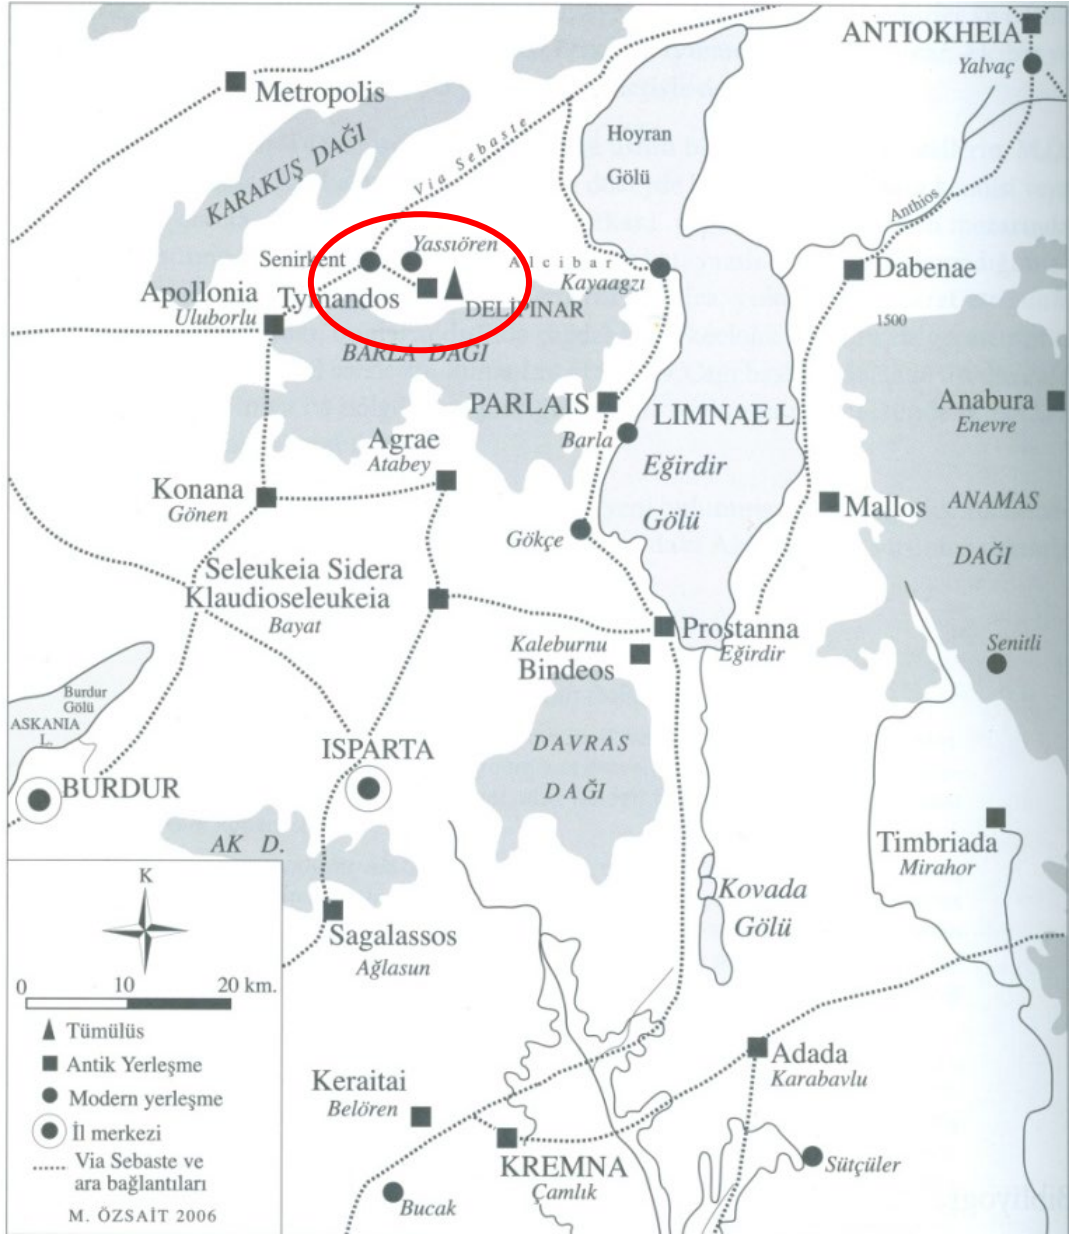 ANTIOKHEIA
Yalvaç
Metropolis
KARAKUŞ DAĞI
Via Sebaste
Hoyran
Gölü
Anthios
Senirkent
Yassıören
Alcibar
Kayaagzı
Dabenae
Apollonia
Uluborlu
Tymandos
DELİPINAR
1500
BARLA DAĞI
PARLAIS
Barla
LIMNAE L.
Eğirdir
Gölü
Anabura
Enevre
Agrae
Atabey
Konana
Gönen
Gökçe
Mallos
ANAMAS
DAĞI
Seleukeia Sidera
Klaudioseleukeia
Bayat
Kaleburnu
Bindeos
Prostanna
Eğirdir
Senitli
Burdur
Gölü
ASKANIA
L.
BURDUR
ISPARTA
DAVRAS
DAĞI
AK D.
Timbriada
Mirahor
Kovada
Gölü
Sagalassos
Ağlasun
Adada
Karabavlu
Keraitai
Belören
KREMNA
Çamlık
Sütçüler
Bucak
K
0 10 20 km.
Tümülüs
Antik Yerleşme
Modern yerleşme
İl merkezi
Via Sebaste ve
ara bağlantıları
M. ÖZSAİT 2006